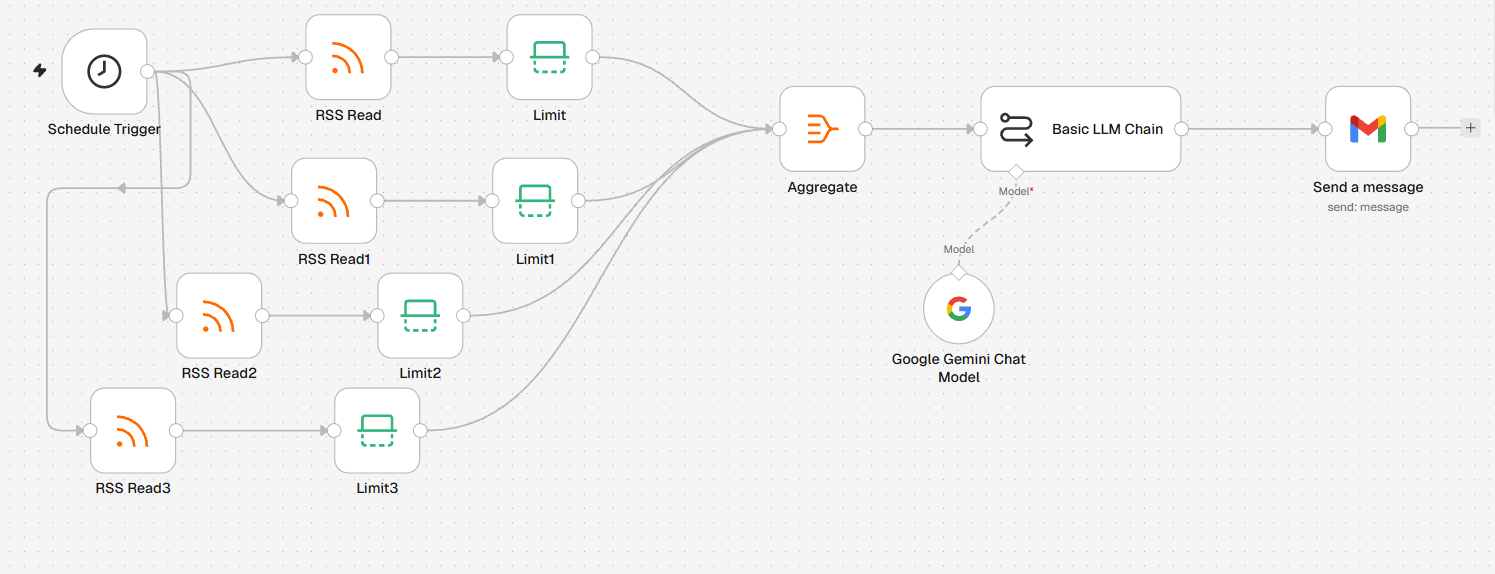 Schedule Trigger
RSS Read
Limit
RSS Read1
Limit1
RSS Read2
Limit2
RSS Read3
Limit3
Aggregate
Basic LLM Chain
Model*
Model
Google Gemini Chat
Model
Send a message
send: message